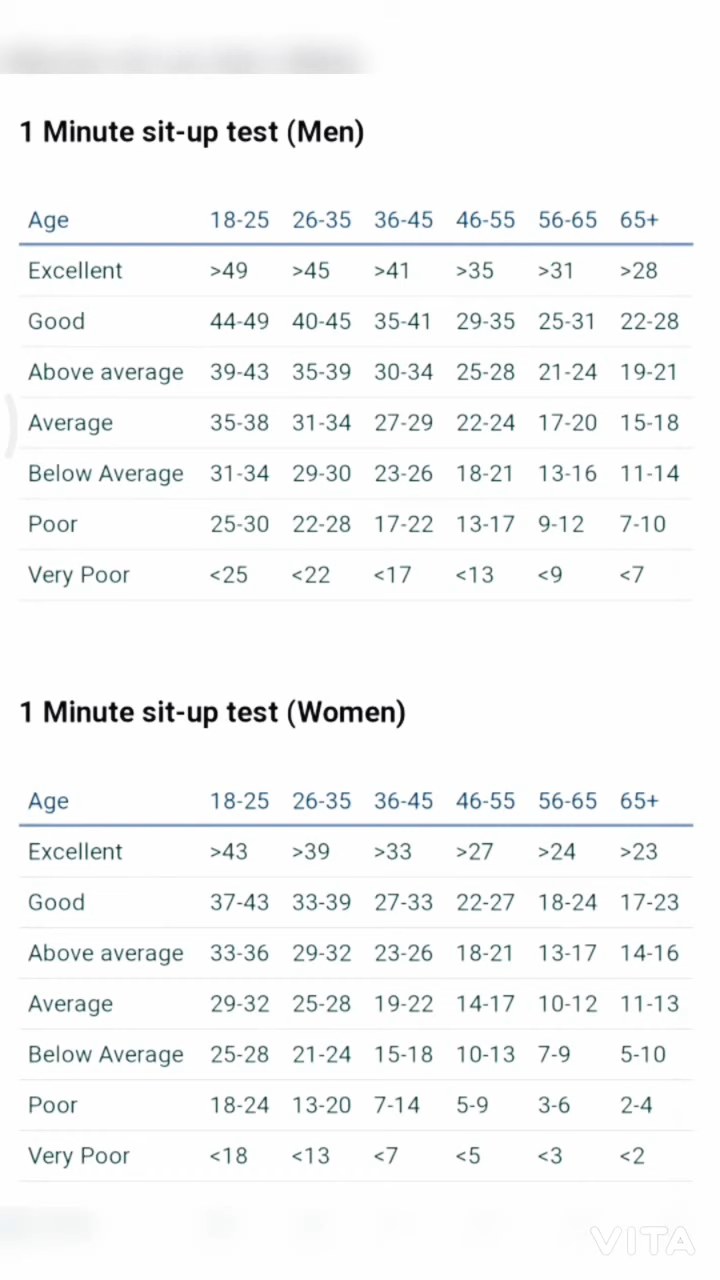 1 Minute sit-up test (Men)
Age 18-25 26-35 36-45 46-55 56-65 65+
Excellent >49 >45 >41 >35 >31 >28
Good 44-49 40-45 35-41 29-35 25-31 22-28
Above average 39-43 35-39 30-34 25-28 21-24 19-21
Average 35-38 31-34 27-29 22-24 17-20 15-18
Below Average 31-34 29-30 23-26 18-21 13-16 11-14
Poor 25-30 22-28 17-22 13-17 9-12 7-10
Very Poor <25 <22 <17 <13 <9 <7
1 Minute sit-up test (Women)
Age 18-25 26-35 36-45 46-55 56-65 65+
Excellent >43 >39 >33 >27 >24 >23
Good 37-43 33-39 27-33 22-27 18-24 17-23
Above average 33-36 29-32 23-26 18-21 13-17 14-16
Average 29-32 25-28 19-22 14-17 10-12 11-13
Below Average 25-28 21-24 15-18 10-13 7-9 5-10
Poor 18-24 13-20 7-14 5-9 3-6 2-4
Very Poor <18 <13 <7 <5 <3 <2
VITA